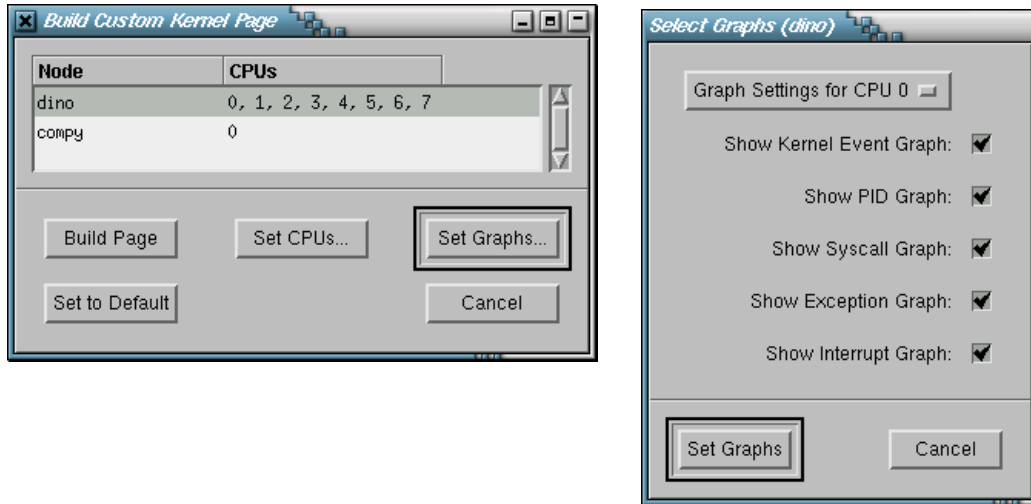 Build Custom Kernel Page
Node CPUs
dino 0, 1, 2, 3, 4, 5, 6, 7
compy 0
Build Page Set CPUs... Set Graphs...
Set to Default Cancel
Select Graphs (dino)
Graph Settings for CPU 0
Show Kernel Event Graph:
Show PID Graph:
Show Syscall Graph:
Show Exception Graph:
Show Interrupt Graph:
Set Graphs Cancel